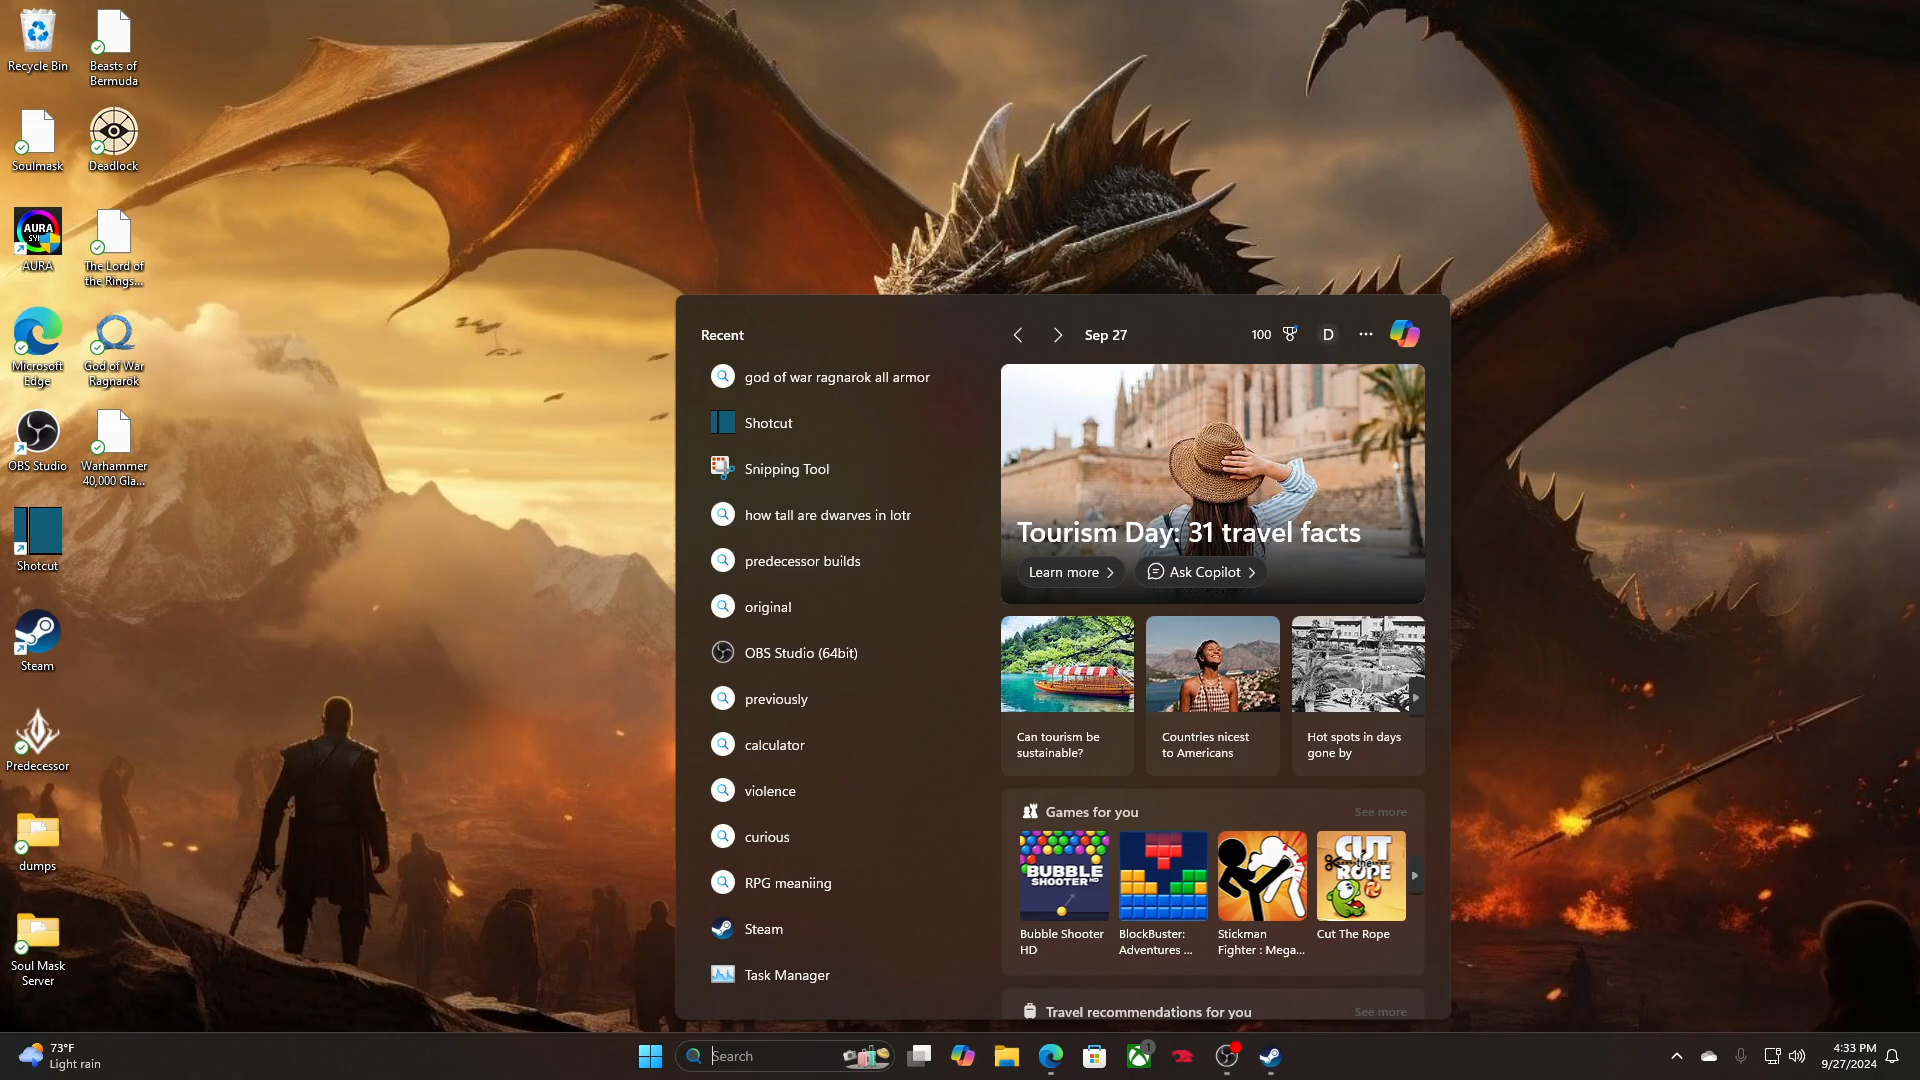 Recycle Bin
Beasts of
Bermuda
Soulmask
Deadlock
AURA
AURA
The Lord of
the Rings...
Microsoft
Edge
God of War
Ragnarok
OBS Studio
Warhammer
40,000 Gla...
Shotcut
Steam
Predecessor
dumps
Soul Mask
Server
Recent
god of war ragnarok all armor
Shotcut
Snipping Tool
how tall are dwarves in lotr
predecessor builds
original
OBS Studio (64bit)
previously
calculator
violence
curious
RPG meaniing
Steam
Task Manager
Sep 27
100
D
Tourism Day: 31 travel facts
Learn more
Ask Copilot
Can tourism be
sustainable?
Countries nicest
to Americans
Hot spots in days
gone by
Games for you
See more
BUBBLE
SHOOTER HD
CUT
the
ROPE
Bubble Shooter
HD
BlockBuster:
Adventures ...
Stickman
Fighter : Mega...
Cut The Rope
Travel recommendations for you
See more
73°F
Light rain
Search
1
4:33 PM
9/27/2024